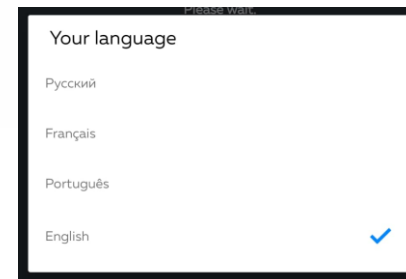 Please wait.
Your language
Русский
Français
Português
English